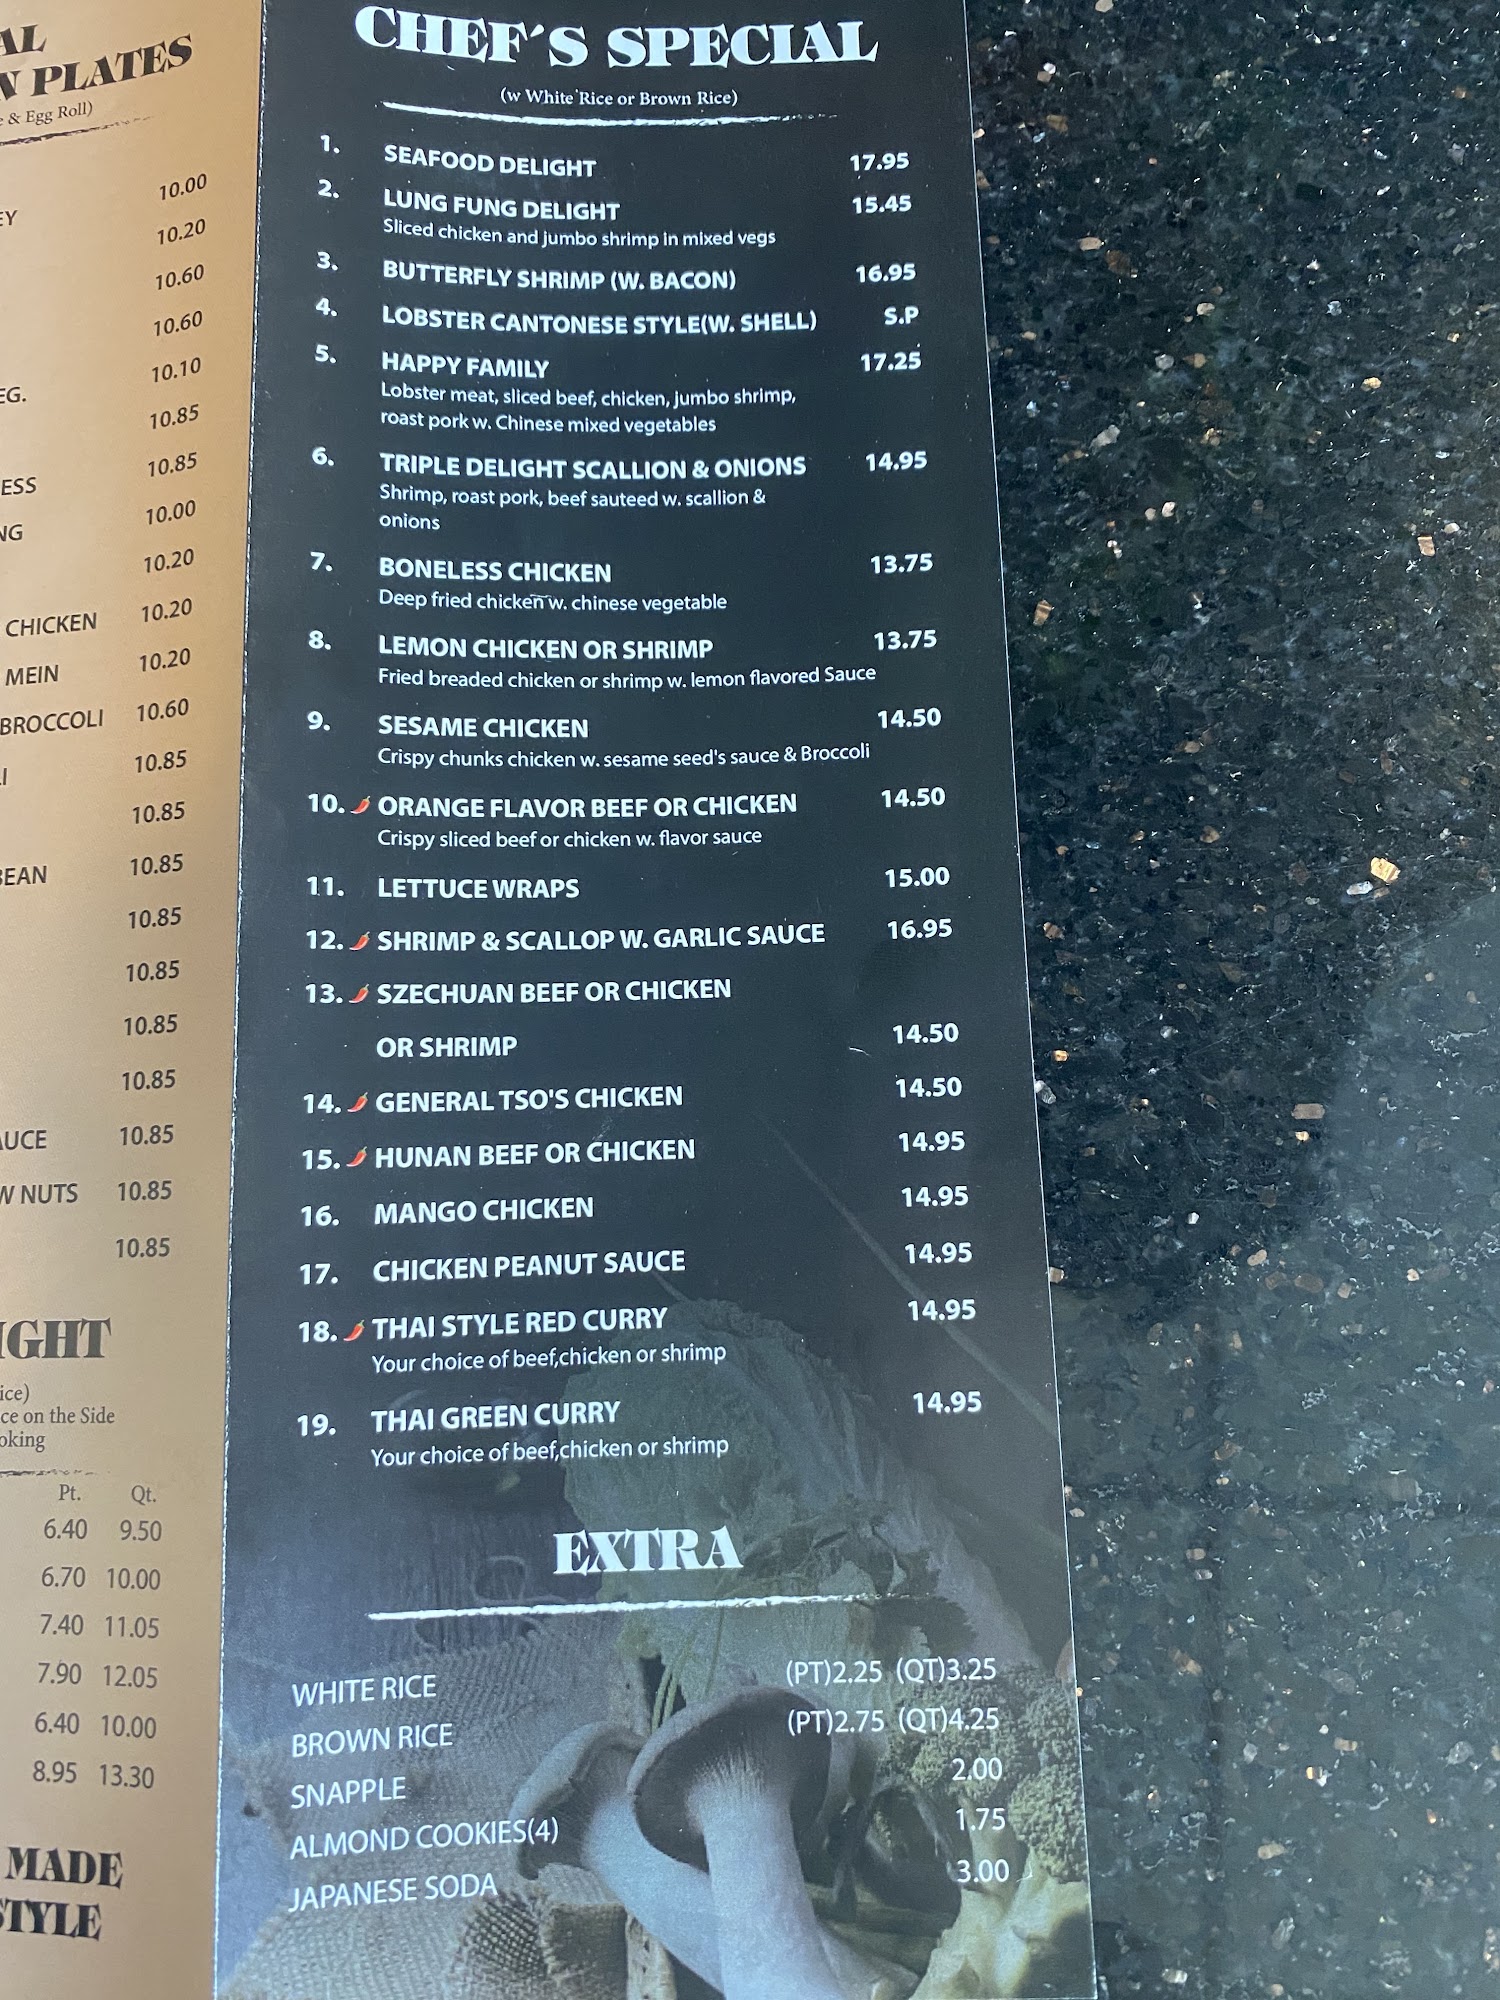 AL
N PLATES
& Egg Roll)
10.00
EY
10.20
10.60
10.60
10.10
EG.
10.85
10.85
ESS
10.00
NG
10.20
CHICKEN 10.20
MEIN 10.20
BROCCOLI 10.60
10.85
10.85
BEAN 10.85
10.85
10.85
10.85
10.85
AUCE 10.85
W NUTS 10.85
10.85
IGHT
ice)
ce on the Side
oking
Pt. Qt.
6.40 9.50
6.70 10.00
7.40 11.05
7.90 12.05
6.40 10.00
8.95 13.30
MADE
STYLE
CHEF'S SPECIAL
(w White Rice or Brown Rice)
1. SEAFOOD DELIGHT 17.95
2. LUNG FUNG DELIGHT 15.45
Sliced chicken and jumbo shrimp in mixed vegs
3. BUTTERFLY SHRIMP (W. BACON) 16.95
4. LOBSTER CANTONESE STYLE(W. SHELL) S.P
5. HAPPY FAMILY 17.25
Lobster meat, sliced beef, chicken, jumbo shrimp,
roast pork w. Chinese mixed vegetables
6. TRIPLE DELIGHT SCALLION & ONIONS 14.95
Shrimp, roast pork, beef sauteed w. scallion &
onions
7. BONELESS CHICKEN 13.75
Deep fried chicken w. chinese vegetable
8. LEMON CHICKEN OR SHRIMP 13.75
Fried breaded chicken or shrimp w. lemon flavored Sauce
9. SESAME CHICKEN 14.50
Crispy chunks chicken w. sesame seed's sauce & Broccoli
10. ORANGE FLAVOR BEEF OR CHICKEN 14.50
Crispy sliced beef or chicken w. flavor sauce
11. LETTUCE WRAPS 15.00
12. SHRIMP & SCALLOP W. GARLIC SAUCE 16.95
13. SZECHUAN BEEF OR CHICKEN
OR SHRIMP 14.50
14. GENERAL TSO'S CHICKEN 14.50
15. HUNAN BEEF OR CHICKEN 14.95
16. MANGO CHICKEN 14.95
17. CHICKEN PEANUT SAUCE 14.95
18. THAI STYLE RED CURRY 14.95
Your choice of beef,chicken or shrimp
19. THAI GREEN CURRY 14.95
Your choice of beef,chicken or shrimp
EXTRA
WHITE RICE (PT)2.25 (QT)3.25
BROWN RICE (PT)2.75 (QT)4.25
SNAPPLE 2.00
ALMOND COOKIES(4) 1.75
JAPANESE SODA 3.00